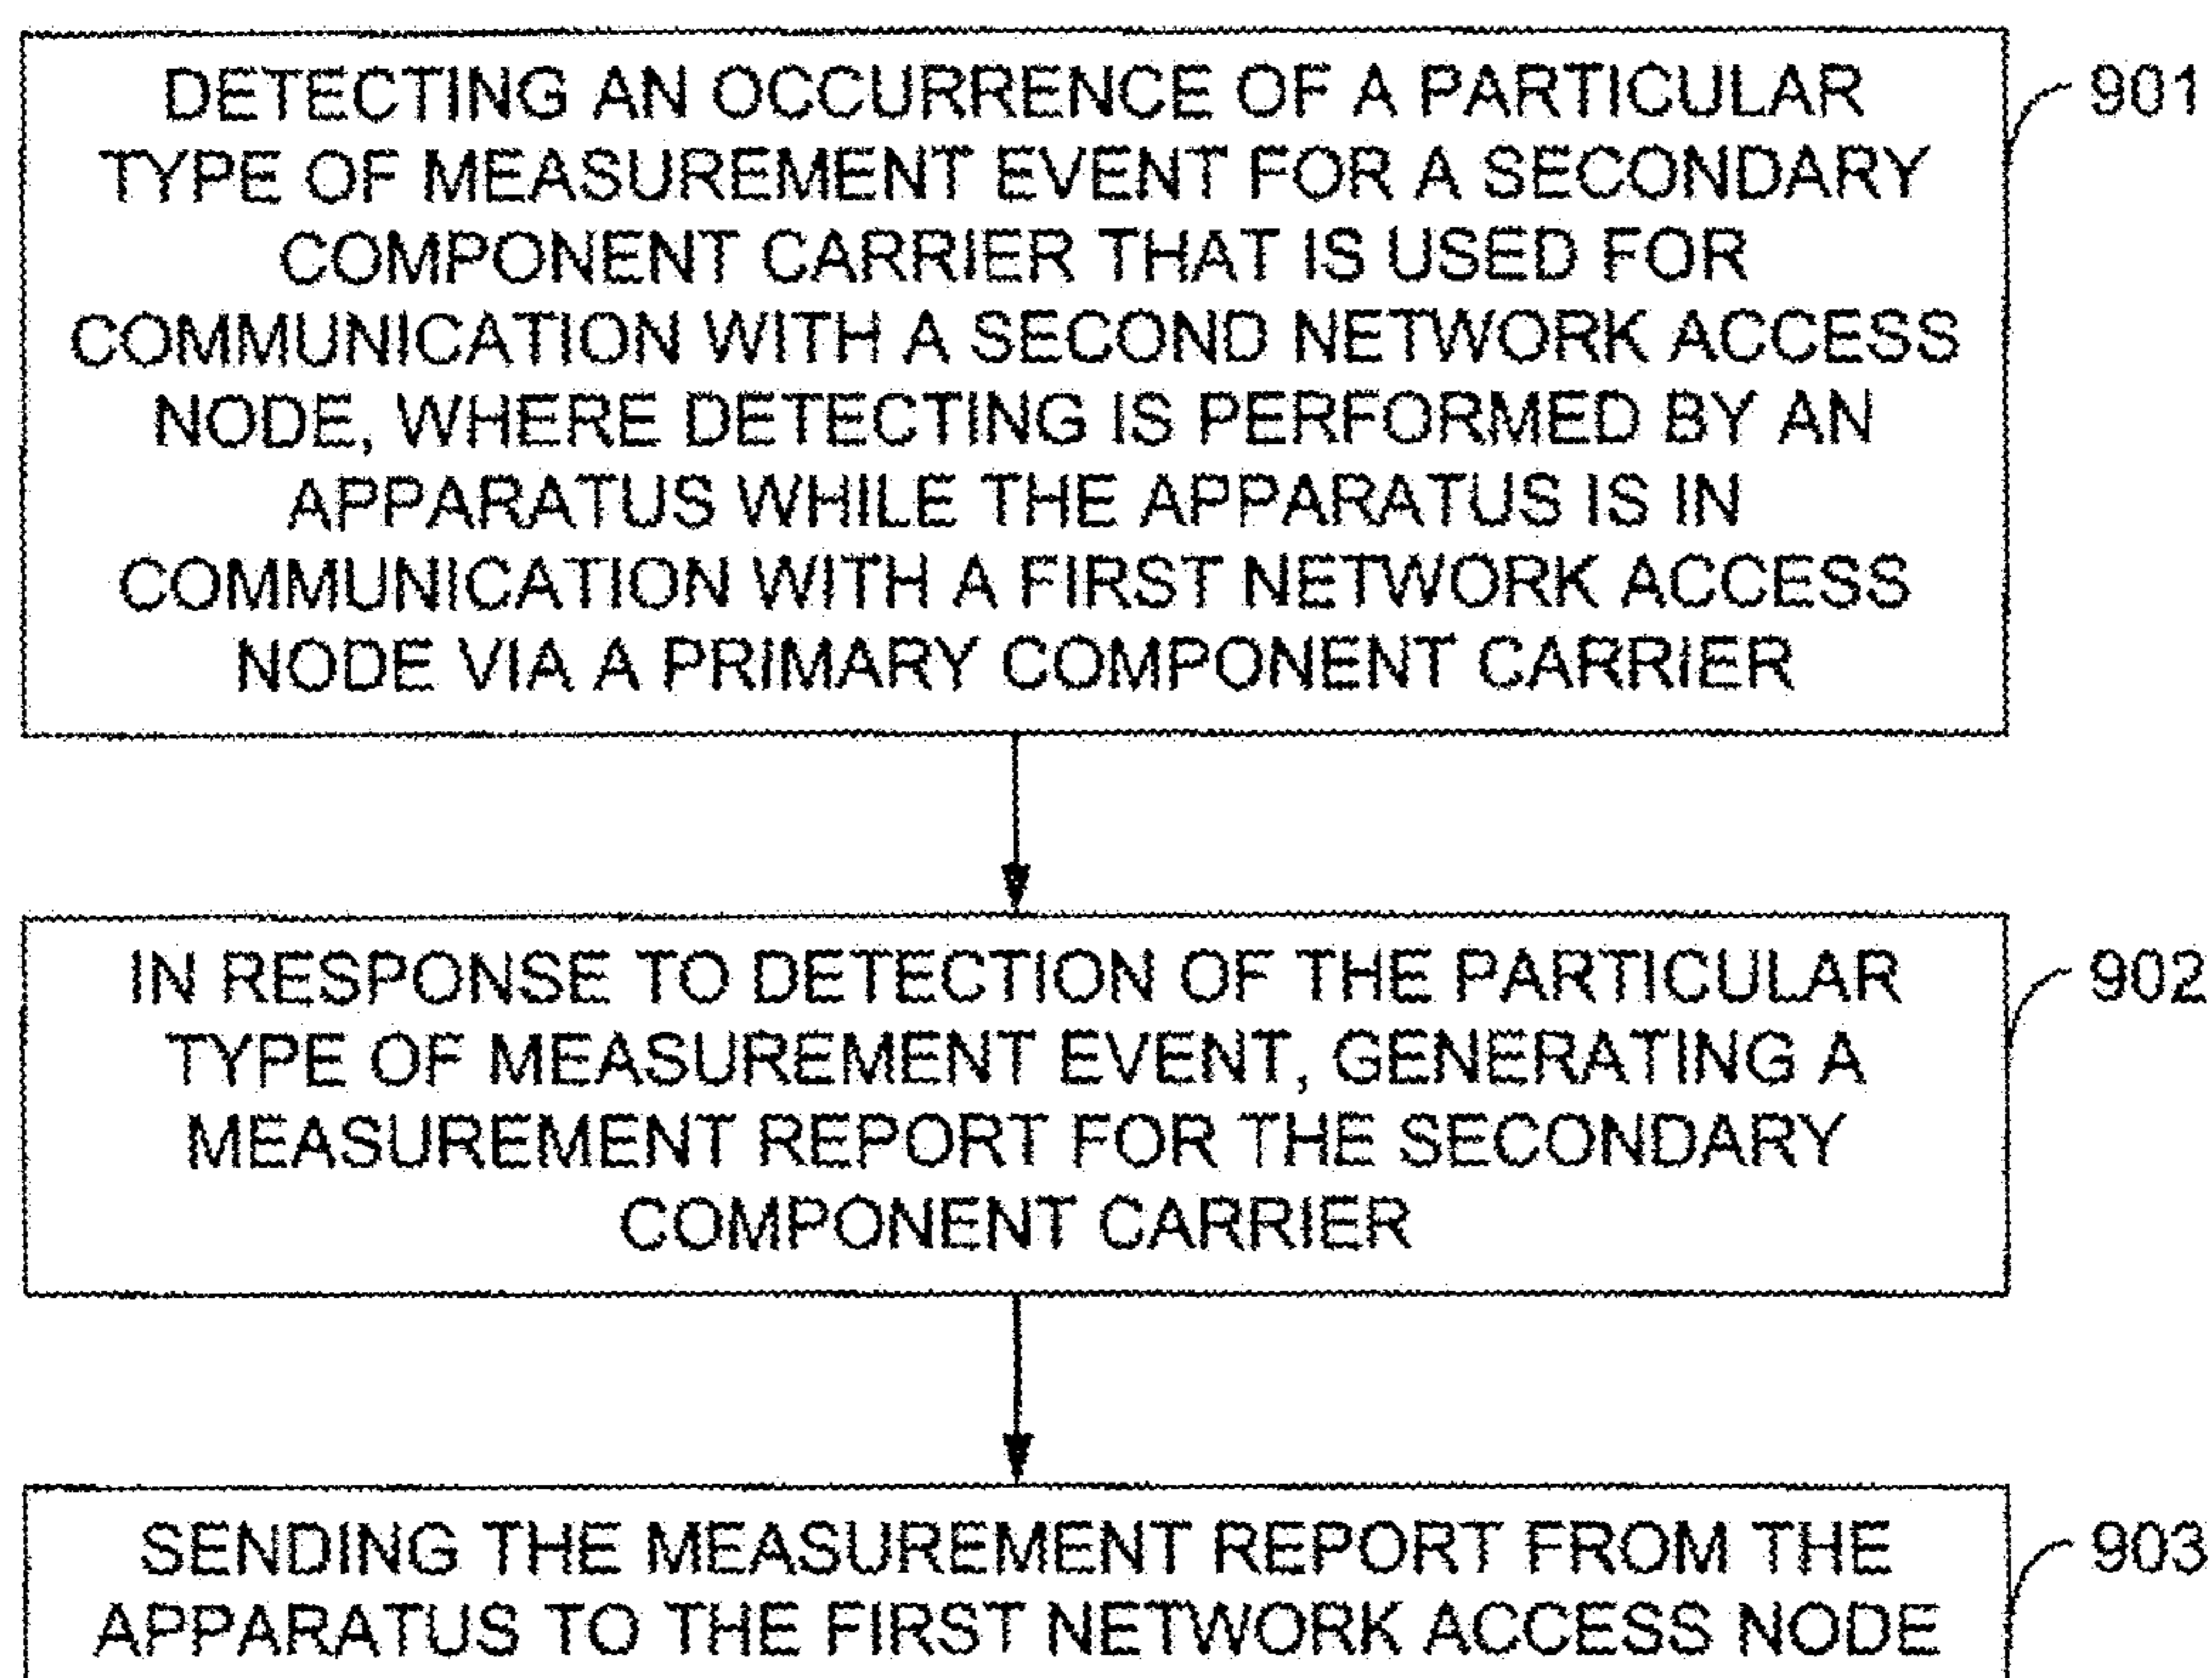 DETECTING AN OCCURRENCE OF A PARTICULAR
TYPE OF MEASUREMENT EVENT FOR A SECONDARY
COMPONENT CARRIER THAT IS USED FOR
COMMUNICATION WITH A SECOND NETWORK ACCESS
NODE, WHERE DETECTING IS PERFORMED BY AN
APPARATUS WHILE THE APPARATUS IS IN
COMMUNICATION WITH A FIRST NETWORK ACCESS
NODE VIA A PRIMARY COMPONENT CARRIER
901
IN RESPONSE TO DETECTION OF THE PARTICULAR
TYPE OF MEASUREMENT EVENT, GENERATING A
MEASUREMENT REPORT FOR THE SECONDARY
COMPONENT CARRIER
902
SENDING THE MEASUREMENT REPORT FROM THE
APPARATUS TO THE FIRST NETWORK ACCESS NODE
903